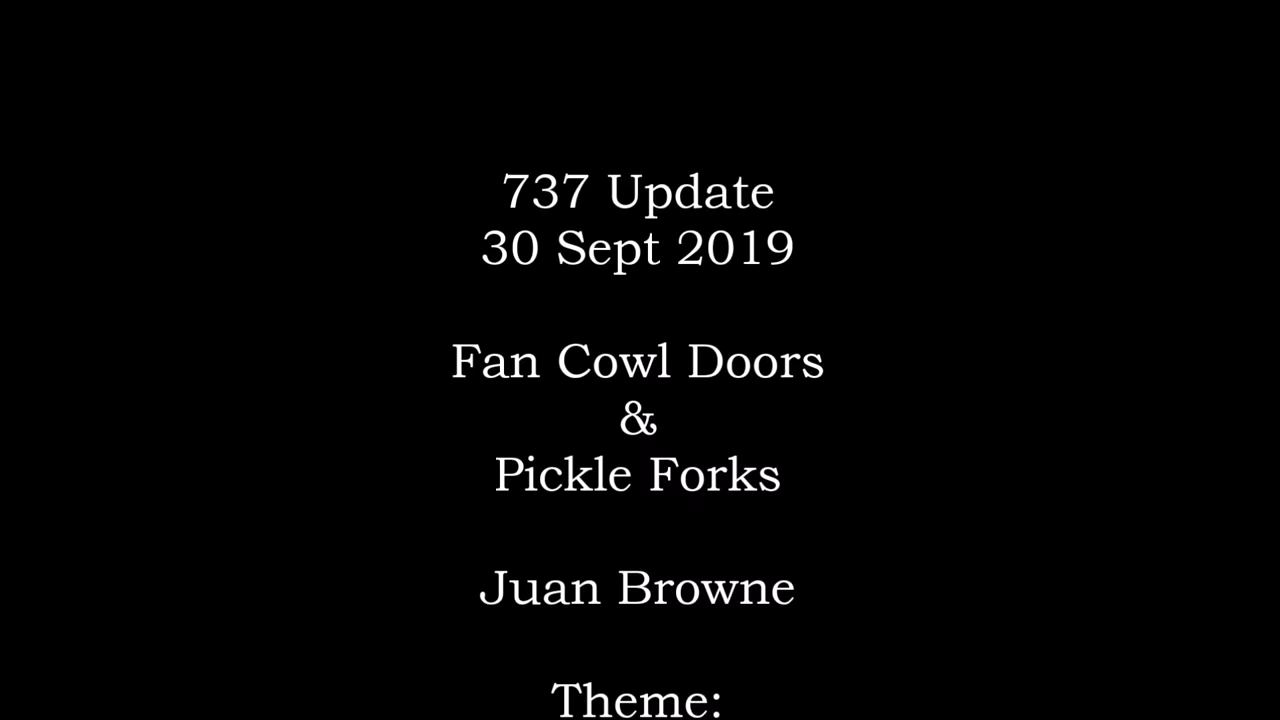 737 Update
30 Sept 2019
Fan Cowl Doors
&
Pickle Forks
Juan Browne
Theme: